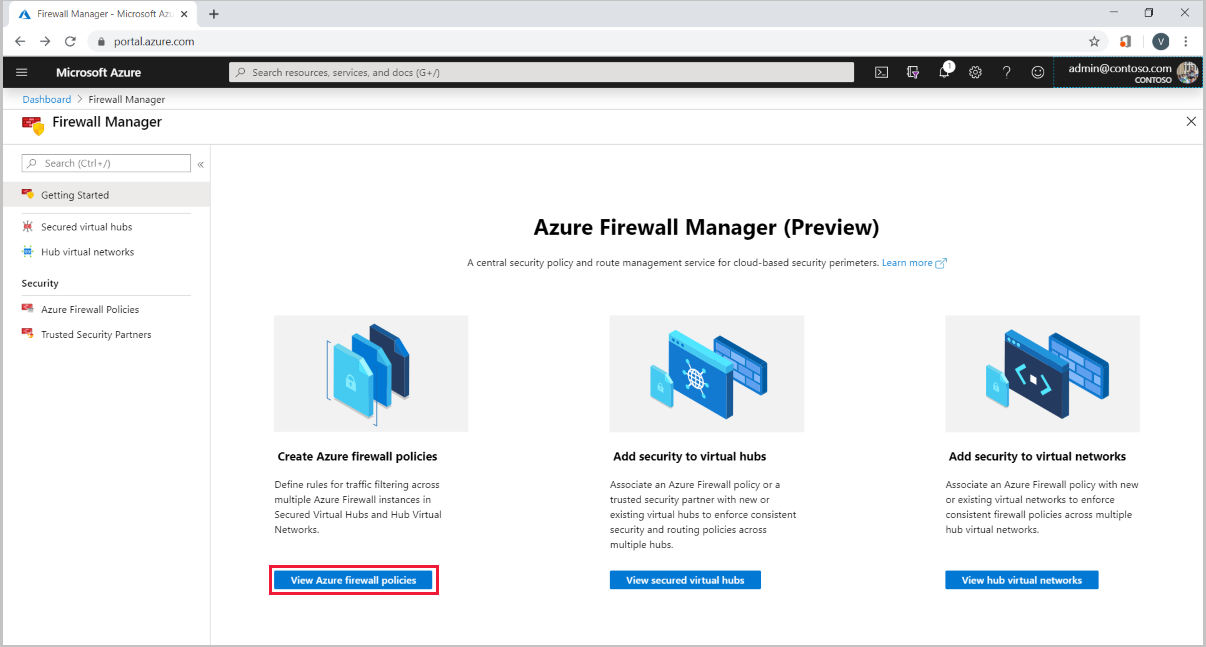 Firewall Manager - Microsoft Azu
portal.azure.com
V
Microsoft Azure
Search resources, services, and docs (G+/)
1
admin@contoso.com
CONTOSO
Dashboard > Firewall Manager
Firewall Manager
Search (Ctrl+/)
Getting Started
Secured virtual hubs
Hub virtual networks
Security
Azure Firewall Policies
Trusted Security Partners
Azure Firewall Manager (Preview)
A central security policy and route management service for cloud-based security perimeters. Learn more
Create Azure firewall policies
Define rules for traffic filtering across
multiple Azure Firewall instances in
Secured Virtual Hubs and Hub Virtual
Networks.
View Azure firewall policies
Add security to virtual hubs
Associate an Azure Firewall policy or a
trusted security partner with new or
existing virtual hubs to enforce consistent
security and routing policies across
multiple hubs.
View secured virtual hubs
Add security to virtual networks
Associate an Azure Firewall policy with new
or existing virtual networks to enforce
consistent firewall policies across multiple
hub virtual networks.
View hub virtual networks